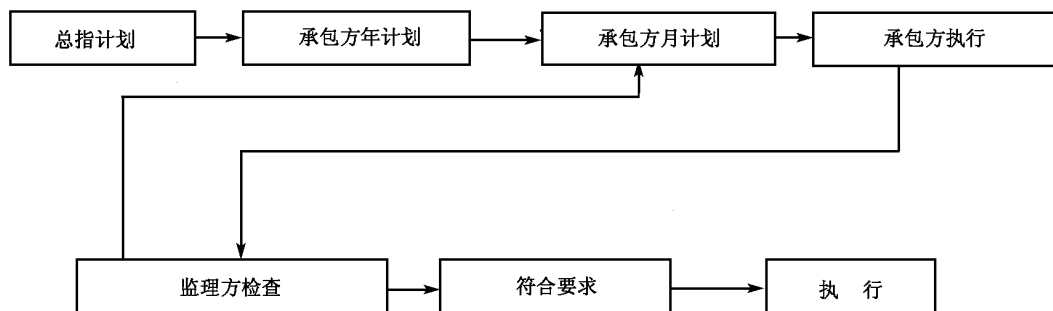 总指计划
承包方年计划
承包方月计划
承包方执行
监理方检查
符合要求
执 行